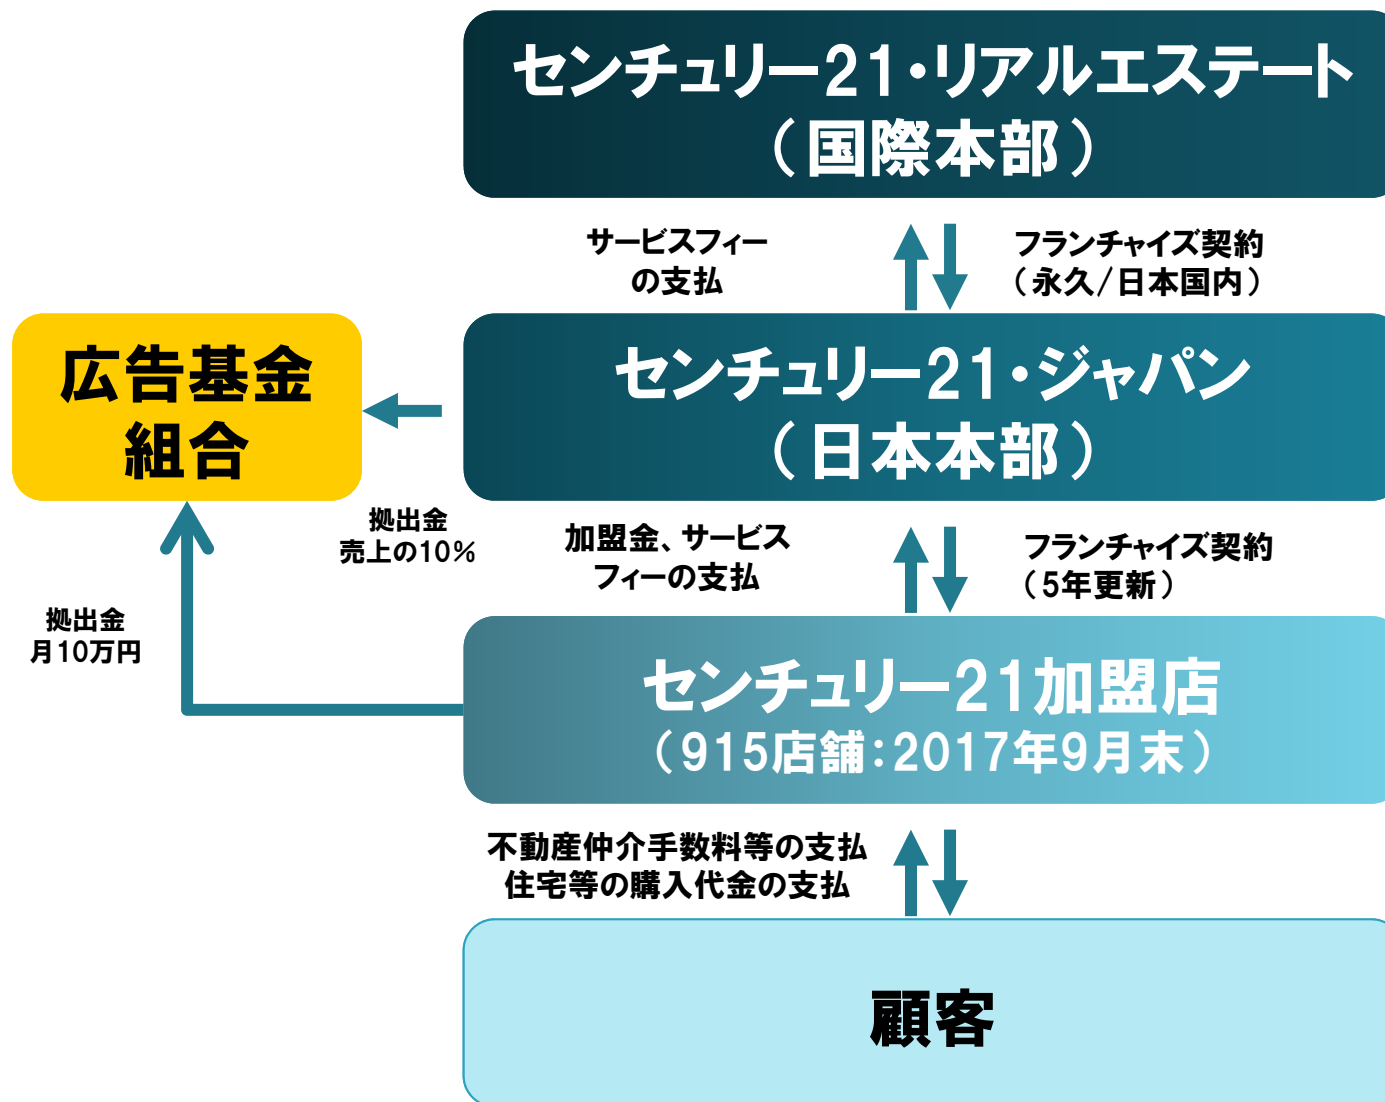 センチュリー21・リアルエステート
（国際本部）
サービスフィー
の支払
フランチャイズ契約
（永久/日本国内）
広告基金
組合
センチュリー21・ジャパン
（日本本部）
拠出金
売上の10%
加盟金、サービス
フィーの支払
フランチャイズ契約
（5年更新）
拠出金
月10万円
センチュリー21加盟店
（915店舗：2017年9月末）
不動産仲介手数料等の支払
住宅等の購入代金の支払
顧客